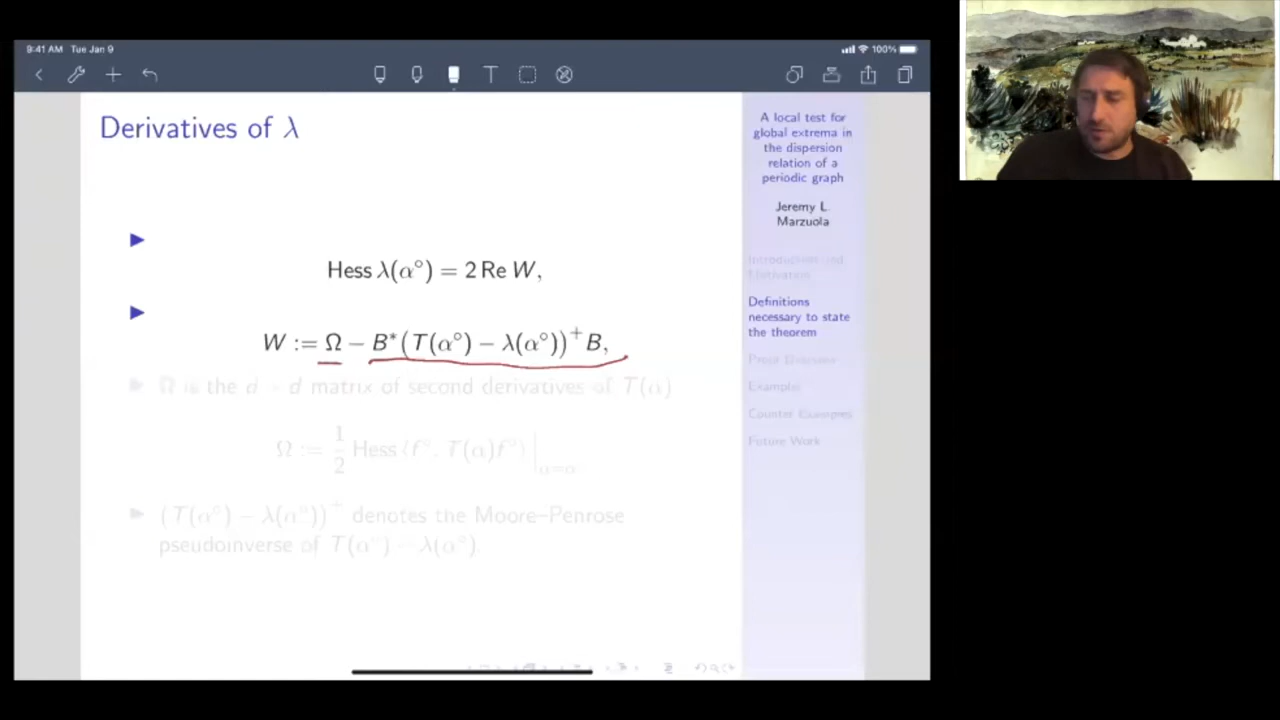 9:41 AM Tue Jan 9
100%
Derivatives of λ
Hess λ(α°) = 2 Re W,
W := Ω − B*(T(α°) − λ(α°))⁺B,
Ω is the d × d matrix of second derivatives of T(α)
Ω := 1/2 Hess ⟨f°, T(α)f°⟩|α=α°
(T(α°) − λ(α°))⁺ denotes the Moore–Penrose
pseudoinverse of T(α°) − λ(α°)
A local test for
global extrema in
the dispersion
relation of a
periodic graph
Jeremy L.
Marzuola
Introduction and
Motivation
Definitions
necessary to state
the theorem
Proof Overview
Examples
Counter Examples
Future Work